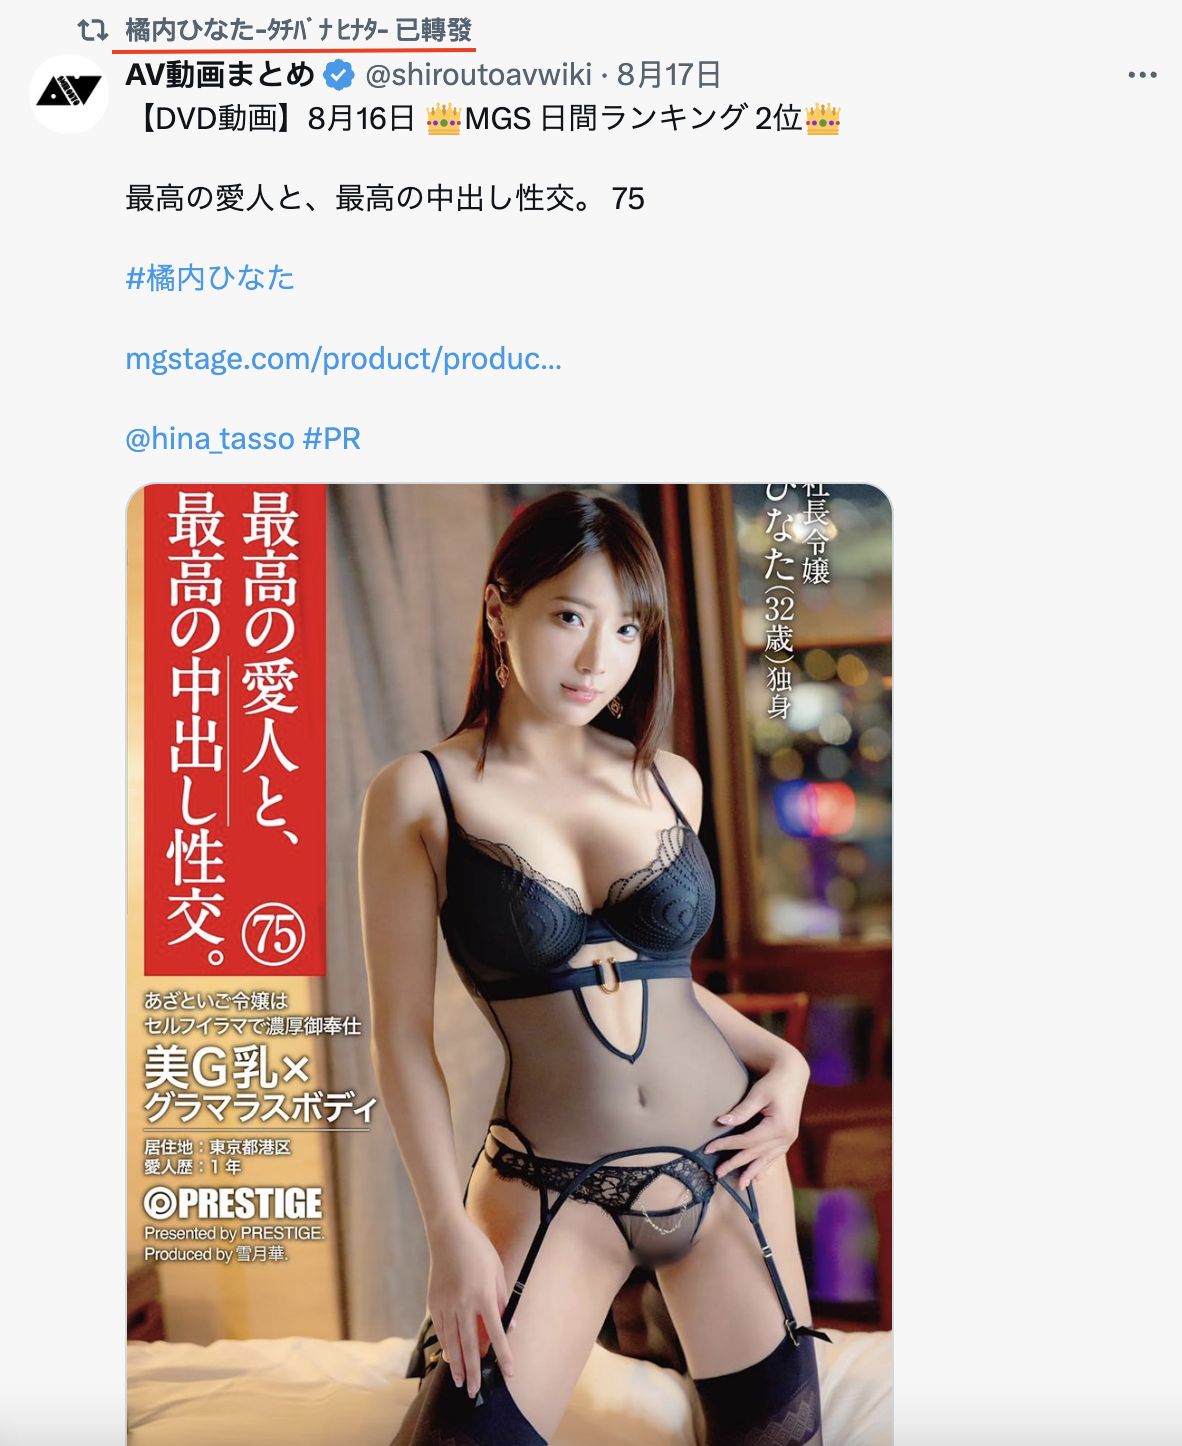 橘内ひなた-ﾀﾁﾊﾞﾅﾋﾅﾀ- 已轉發
AV動画まとめ @shiroutoavwiki · 8月17日
【DVD動画】8月16日 MGS 日間ランキング 2位
最高の愛人と、最高の中出し性交。 75
#橘内ひなた
mgstage.com/product/produc...
@hina_tasso #PR
最高の愛人と、
最高の中出し性交。
75
社長令嬢
ひなた(32歳)独身
あざといご令嬢は
セルフイラマで濃厚御奉仕
美G乳×
グラマラスボディ
居住地：東京都港区
愛人歴：1年
PRESTIGE
Presented by PRESTIGE.
Produced by 雪月華.